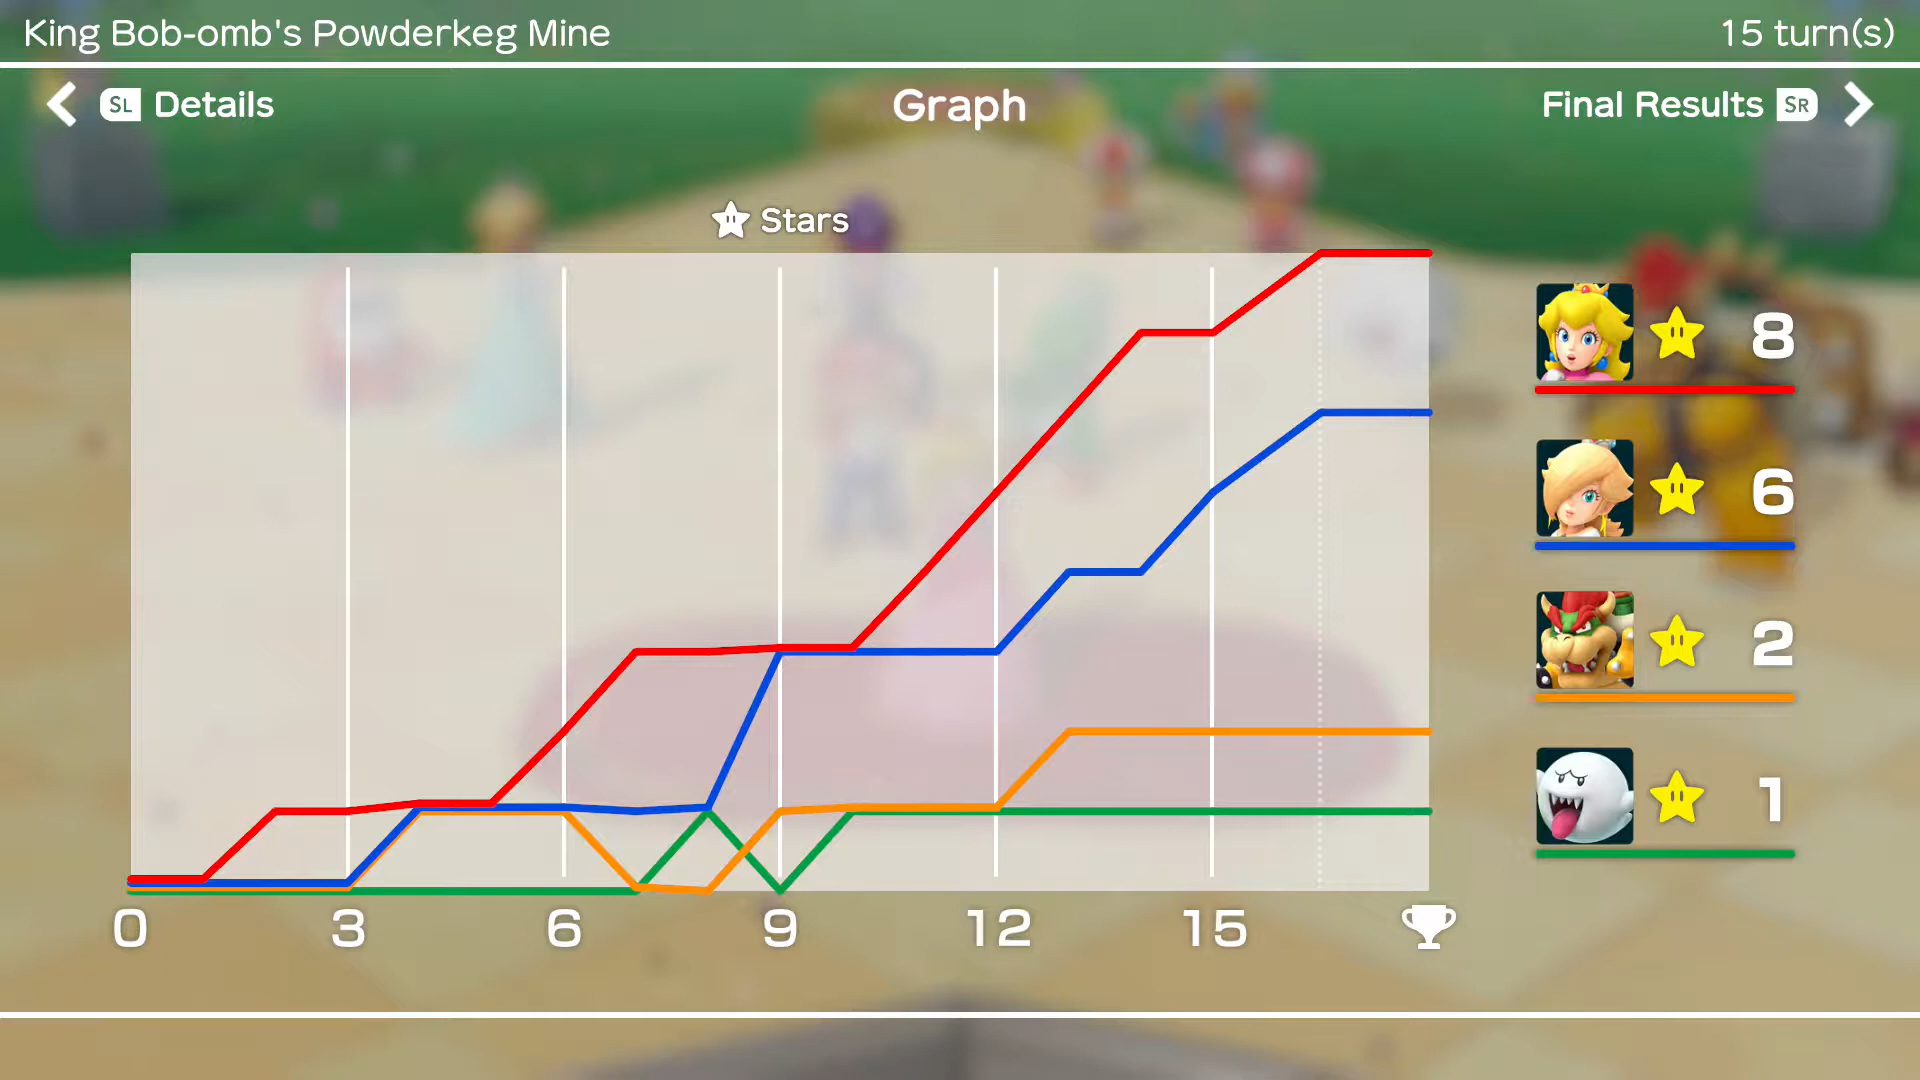 King Bob-omb's Powderkeg Mine
15 turn(s)
SL Details
Graph
Final Results SR
Stars
8
6
2
1
0 3 6 9 12 15